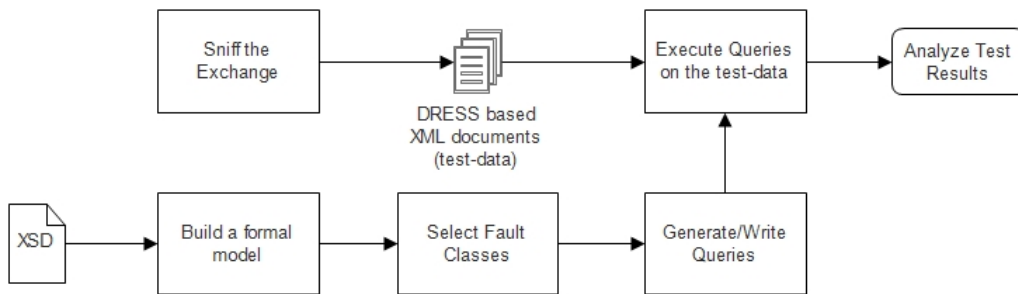 Sniff the
Exchange
DRESS based
XML documents
(test-data)
Execute Queries
on the test-data
Analyze Test
Results
XSD
Build a formal
model
Select Fault
Classes
Generate/Write
Queries